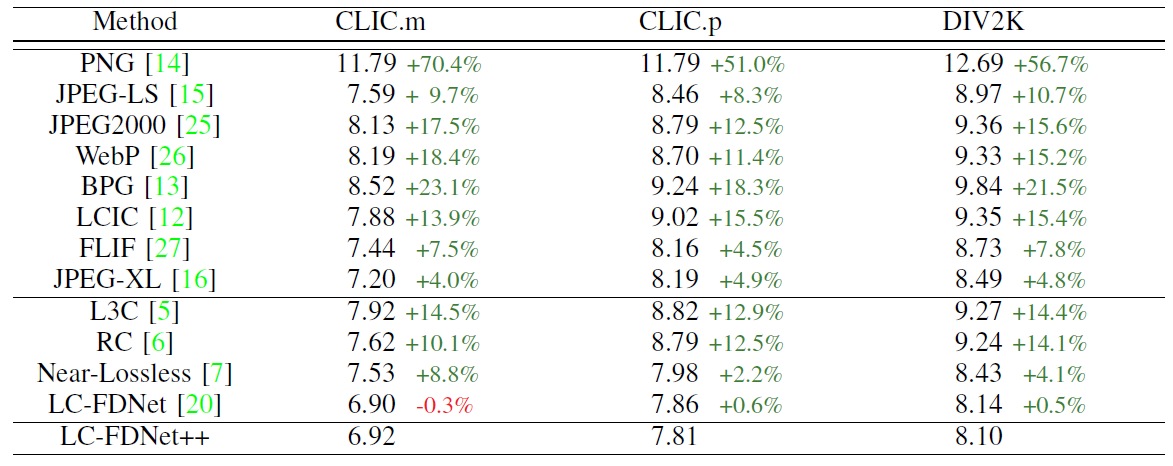 Method CLIC.m CLIC.p DIV2K
PNG [14] 11.79 +70.4% 11.79 +51.0% 12.69 +56.7%
JPEG-LS [15] 7.59 + 9.7% 8.46 +8.3% 8.97 +10.7%
JPEG2000 [25] 8.13 +17.5% 8.79 +12.5% 9.36 +15.6%
WebP [26] 8.19 +18.4% 8.70 +11.4% 9.33 +15.2%
BPG [13] 8.52 +23.1% 9.24 +18.3% 9.84 +21.5%
LCIC [12] 7.88 +13.9% 9.02 +15.5% 9.35 +15.4%
FLIF [27] 7.44 +7.5% 8.16 +4.5% 8.73 +7.8%
JPEG-XL [16] 7.20 +4.0% 8.19 +4.9% 8.49 +4.8%
L3C [5] 7.92 +14.5% 8.82 +12.9% 9.27 +14.4%
RC [6] 7.62 +10.1% 8.79 +12.5% 9.24 +14.1%
Near-Lossless [7] 7.53 +8.8% 7.98 +2.2% 8.43 +4.1%
LC-FDNet [20] 6.90 -0.3% 7.86 +0.6% 8.14 +0.5%
LC-FDNet++ 6.92 7.81 8.10